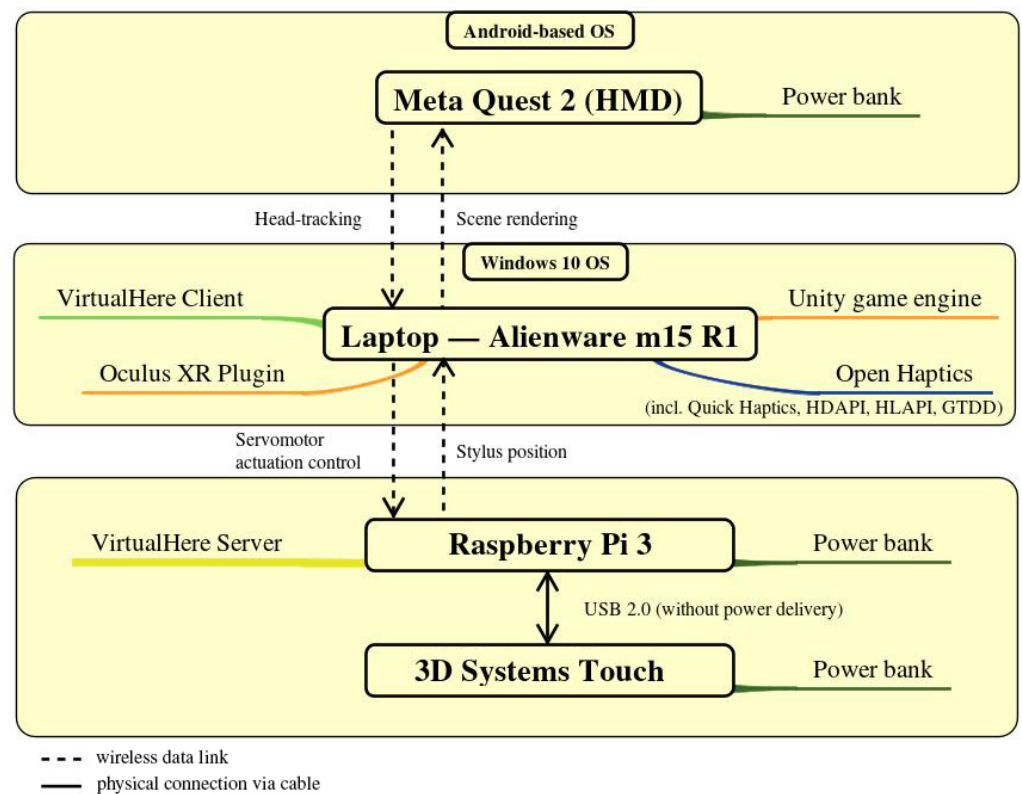 Android-based OS
Meta Quest 2 (HMD)
Power bank
Head-tracking
Scene rendering
Windows 10 OS
VirtualHere Client
Unity game engine
Laptop — Alienware m15 R1
Oculus XR Plugin
Open Haptics
(incl. Quick Haptics, HDAPI, HLAPI, GTDD)
Servomotor
actuation control
Stylus position
VirtualHere Server
Raspberry Pi 3
Power bank
USB 2.0 (without power delivery)
3D Systems Touch
Power bank
wireless data link
physical connection via cable